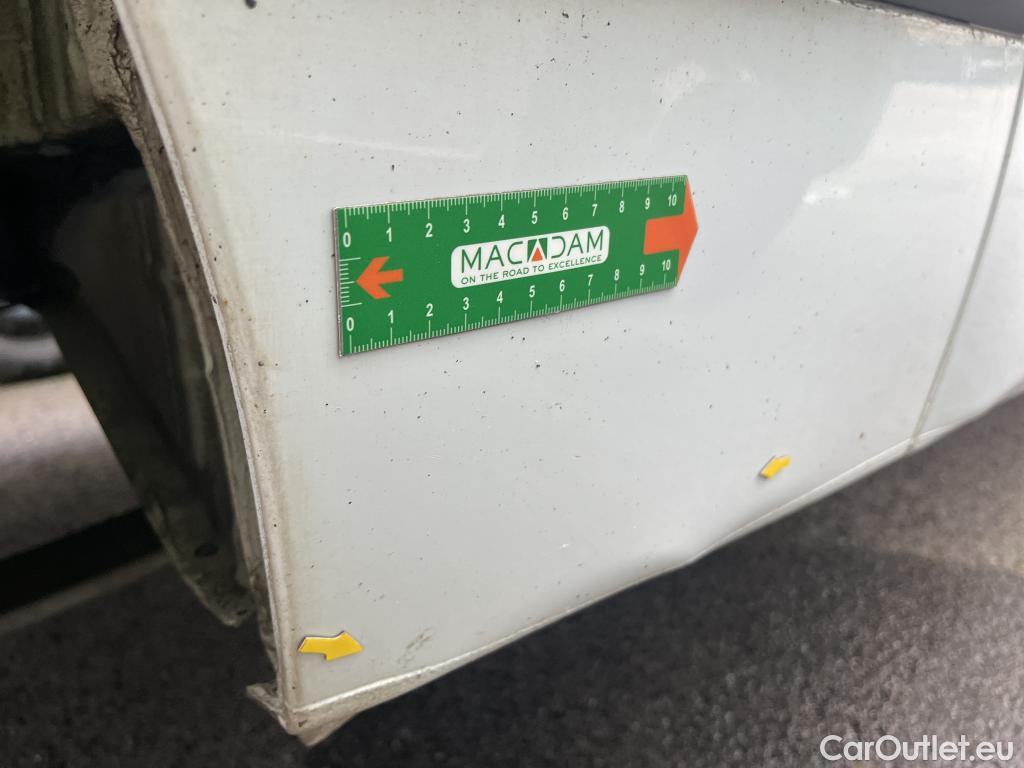 0 1 2 3 4 5 6 7 8 9 10
MACADAM
ON THE ROAD TO EXCELLENCE
0 1 2 3 4 5 6 7 8 9 10
CarOutlet.eu